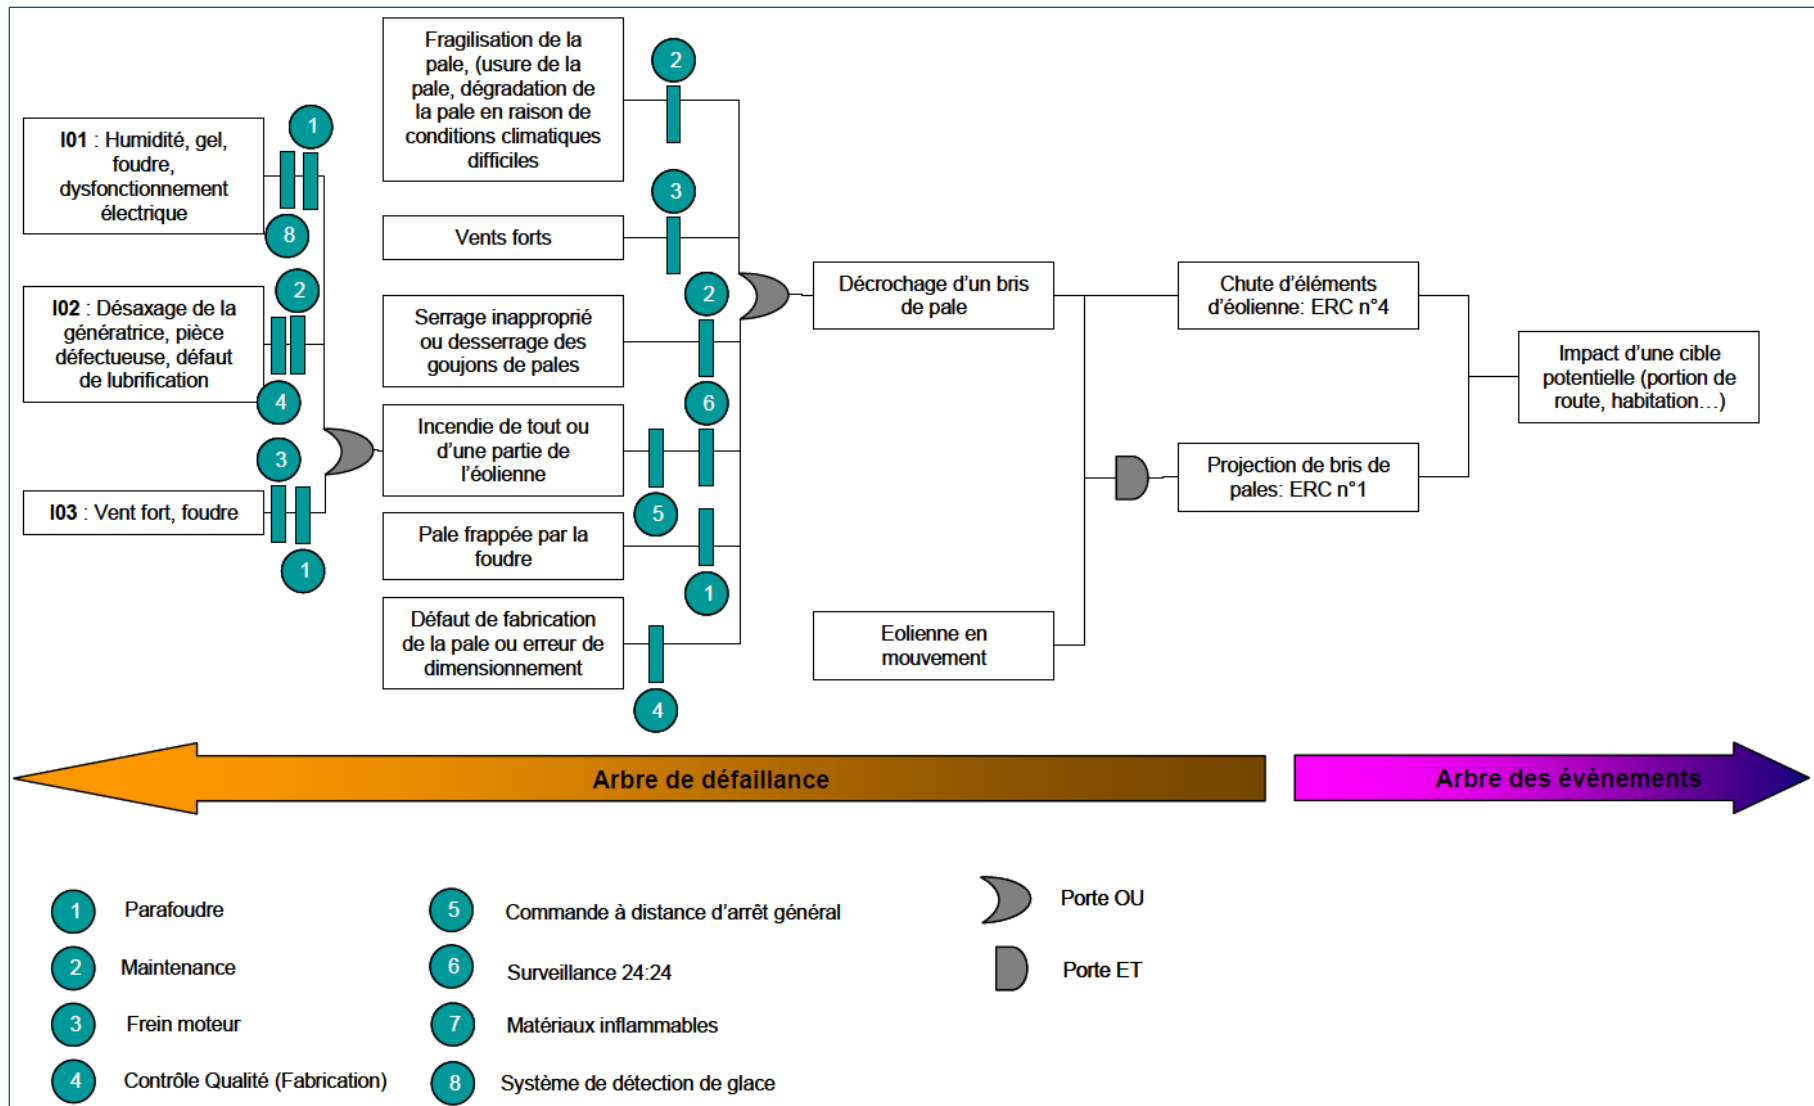 I01 : Humidité, gel,
foudre,
dysfonctionnement
électrique
1
8
I02 : Désaxage de la
génératrice, pièce
défectueuse, défaut
de lubrification
2
4
I03 : Vent fort, foudre
3
1
Fragilisation de la
pale, (usure de la
pale, dégradation de
la pale en raison de
conditions climatiques
difficiles
2
Vents forts
3
Serrage inapproprié
ou desserrage des
goujons de pales
2
Incendie de tout ou
d'une partie de
l'éolienne
6
5
Pale frappée par la
foudre
1
Défaut de fabrication
de la pale ou erreur de
dimensionnement
4
Décrochage d'un bris
de pale
Eolienne en
mouvement
Chute d'éléments
d'éolienne: ERC n°4
Projection de bris de
pales: ERC n°1
Impact d'une cible
potentielle (portion de
route, habitation…)
Arbre de défaillance
Arbre des évènements
1 Parafoudre
2 Maintenance
3 Frein moteur
4 Contrôle Qualité (Fabrication)
5 Commande à distance d'arrêt général
6 Surveillance 24:24
7 Matériaux inflammables
8 Système de détection de glace
Porte OU
Porte ET